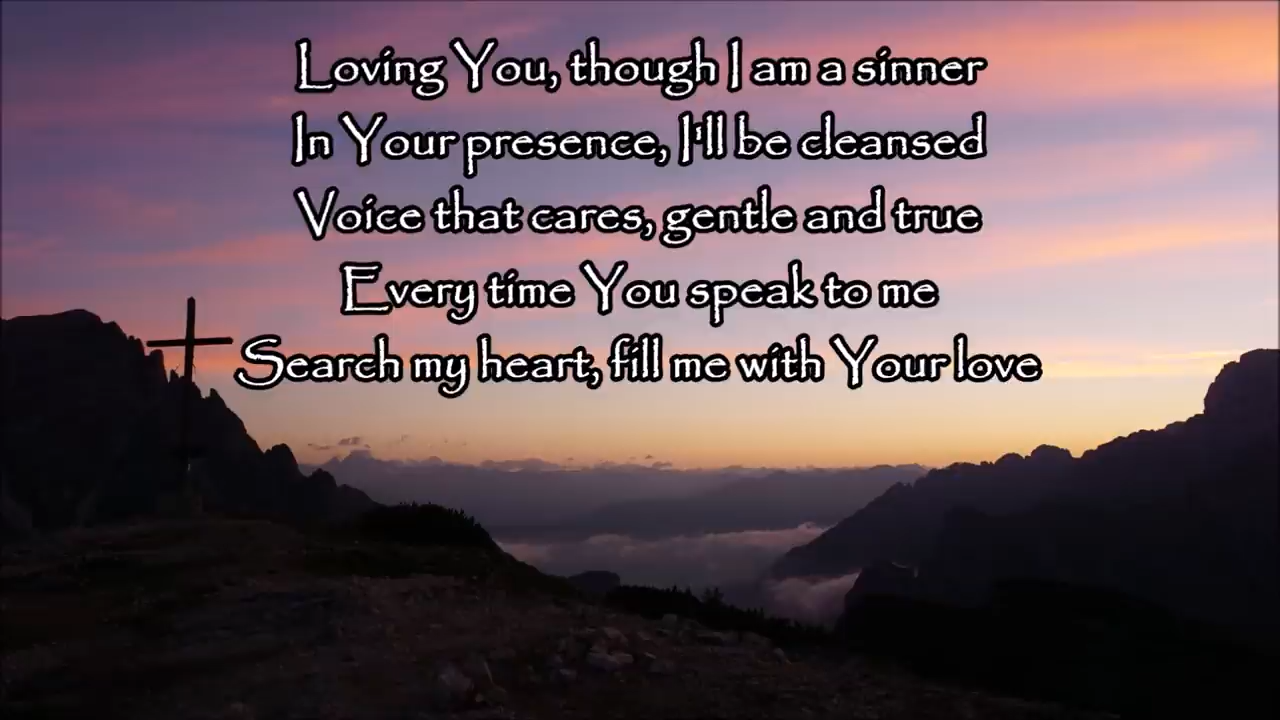 Loving You, though I am a sinner
In Your presence, I'll be cleansed
Voice that cares, gentle and true
Every time You speak to me
Search my heart, fill me with Your love